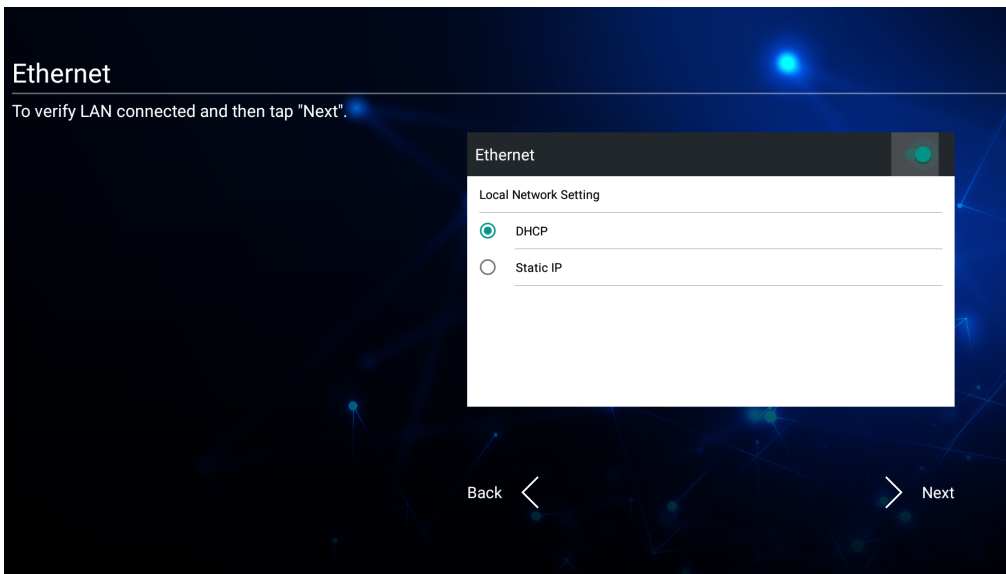 Ethernet
To verify LAN connected and then tap "Next".
Ethernet
Local Network Setting
DHCP
Static IP
Back
Next